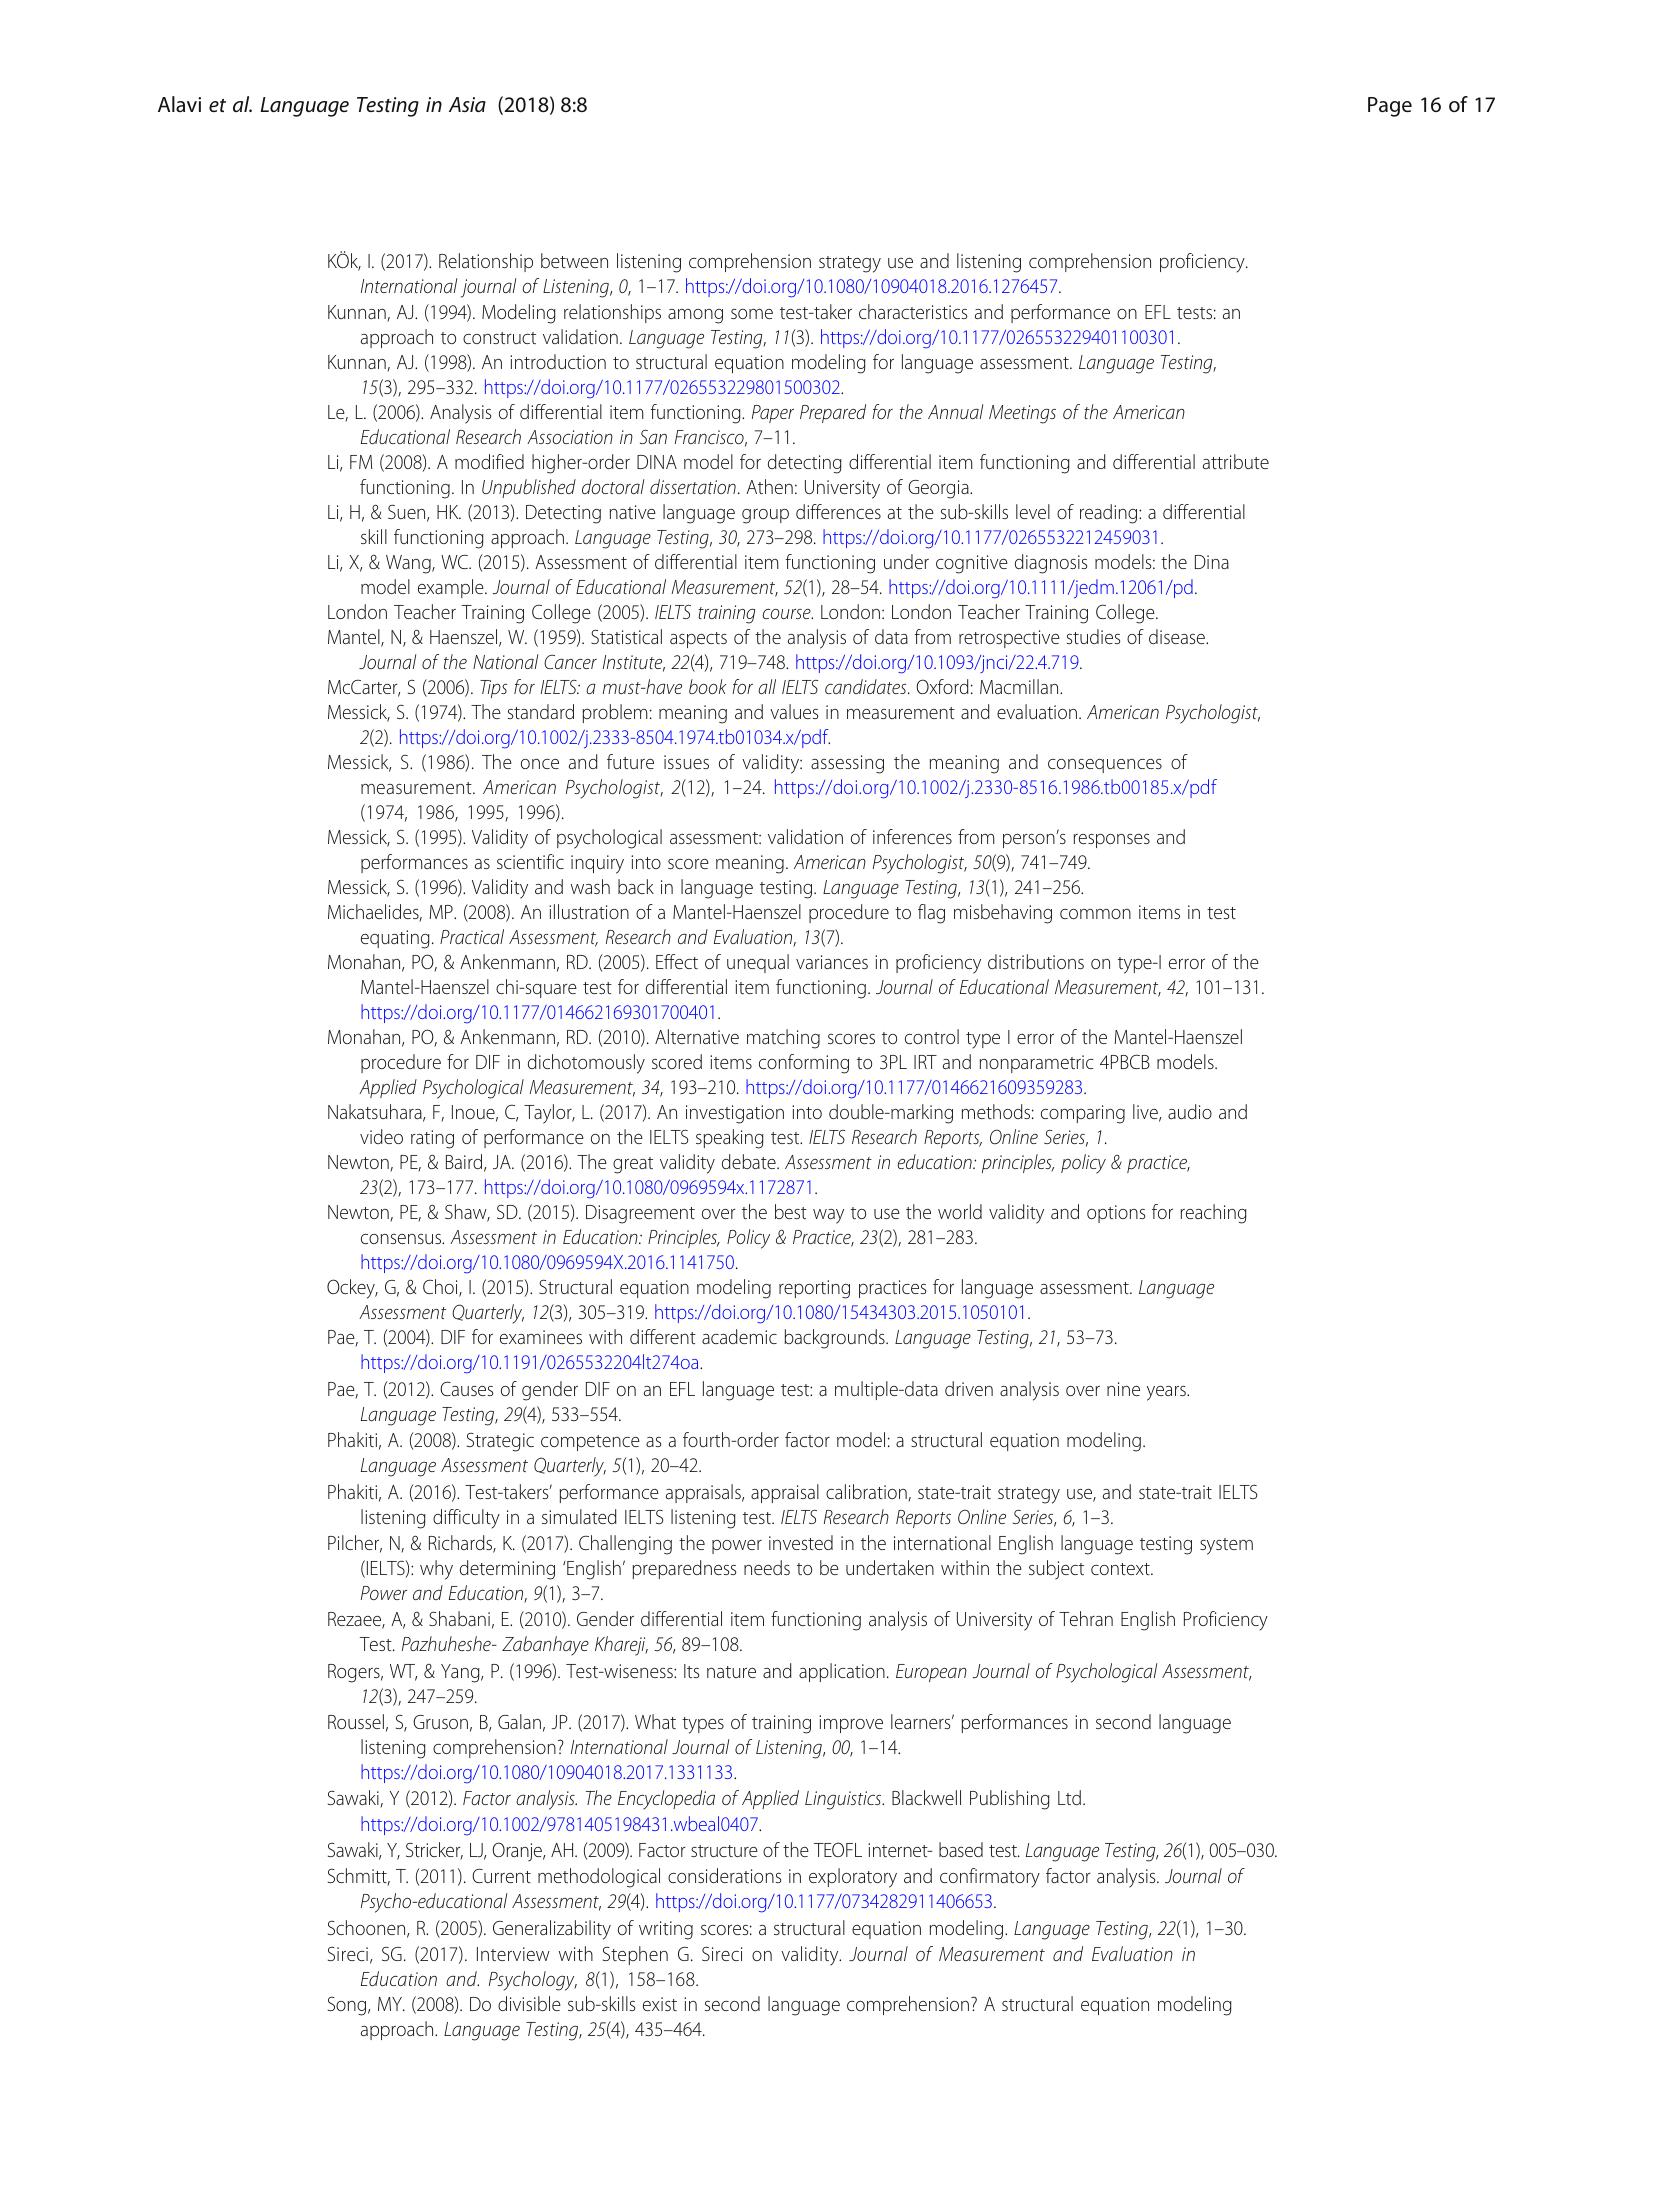 Alavi et al. Language Testing in Asia (2018) 8:8
Page 16 of 17
KÖk, I. (2017). Relationship between listening comprehension strategy use and listening comprehension proficiency.
International journal of Listening, 0, 1–17. https://doi.org/10.1080/10904018.2016.1276457.
Kunnan, AJ. (1994). Modeling relationships among some test-taker characteristics and performance on EFL tests: an
approach to construct validation. Language Testing, 11(3). https://doi.org/10.1177/026553229401100301.
Kunnan, AJ. (1998). An introduction to structural equation modeling for language assessment. Language Testing,
15(3), 295–332. https://doi.org/10.1177/026553229801500302.
Le, L. (2006). Analysis of differential item functioning. Paper Prepared for the Annual Meetings of the American
Educational Research Association in San Francisco, 7–11.
Li, FM (2008). A modified higher-order DINA model for detecting differential item functioning and differential attribute
functioning. In Unpublished doctoral dissertation. Athen: University of Georgia.
Li, H, & Suen, HK. (2013). Detecting native language group differences at the sub-skills level of reading: a differential
skill functioning approach. Language Testing, 30, 273–298. https://doi.org/10.1177/0265532212459031.
Li, X, & Wang, WC. (2015). Assessment of differential item functioning under cognitive diagnosis models: the Dina
model example. Journal of Educational Measurement, 52(1), 28–54. https://doi.org/10.1111/jedm.12061/pd.
London Teacher Training College (2005). IELTS training course. London: London Teacher Training College.
Mantel, N, & Haenszel, W. (1959). Statistical aspects of the analysis of data from retrospective studies of disease.
Journal of the National Cancer Institute, 22(4), 719–748. https://doi.org/10.1093/jnci/22.4.719.
McCarter, S (2006). Tips for IELTS: a must-have book for all IELTS candidates. Oxford: Macmillan.
Messick, S. (1974). The standard problem: meaning and values in measurement and evaluation. American Psychologist,
2(2). https://doi.org/10.1002/j.2333-8504.1974.tb01034.x/pdf.
Messick, S. (1986). The once and future issues of validity: assessing the meaning and consequences of
measurement. American Psychologist, 2(12), 1–24. https://doi.org/10.1002/j.2330-8516.1986.tb00185.x/pdf
(1974, 1986, 1995, 1996).
Messick, S. (1995). Validity of psychological assessment: validation of inferences from person's responses and
performances as scientific inquiry into score meaning. American Psychologist, 50(9), 741–749.
Messick, S. (1996). Validity and wash back in language testing. Language Testing, 13(1), 241–256.
Michaelides, MP. (2008). An illustration of a Mantel-Haenszel procedure to flag misbehaving common items in test
equating. Practical Assessment, Research and Evaluation, 13(7).
Monahan, PO, & Ankenmann, RD. (2005). Effect of unequal variances in proficiency distributions on type-I error of the
Mantel-Haenszel chi-square test for differential item functioning. Journal of Educational Measurement, 42, 101–131.
https://doi.org/10.1177/014662169301700401.
Monahan, PO, & Ankenmann, RD. (2010). Alternative matching scores to control type I error of the Mantel-Haenszel
procedure for DIF in dichotomously scored items conforming to 3PL IRT and nonparametric 4PBCB models.
Applied Psychological Measurement, 34, 193–210. https://doi.org/10.1177/0146621609359283.
Nakatsuhara, F, Inoue, C, Taylor, L. (2017). An investigation into double-marking methods: comparing live, audio and
video rating of performance on the IELTS speaking test. IELTS Research Reports, Online Series, 1.
Newton, PE, & Baird, JA. (2016). The great validity debate. Assessment in education: principles, policy & practice,
23(2), 173–177. https://doi.org/10.1080/0969594x.1172871.
Newton, PE, & Shaw, SD. (2015). Disagreement over the best way to use the world validity and options for reaching
consensus. Assessment in Education: Principles, Policy & Practice, 23(2), 281–283.
https://doi.org/10.1080/0969594X.2016.1141750.
Ockey, G, & Choi, I. (2015). Structural equation modeling reporting practices for language assessment. Language
Assessment Quarterly, 12(3), 305–319. https://doi.org/10.1080/15434303.2015.1050101.
Pae, T. (2004). DIF for examinees with different academic backgrounds. Language Testing, 21, 53–73.
https://doi.org/10.1191/0265532204lt274oa.
Pae, T. (2012). Causes of gender DIF on an EFL language test: a multiple-data driven analysis over nine years.
Language Testing, 29(4), 533–554.
Phakiti, A. (2008). Strategic competence as a fourth-order factor model: a structural equation modeling.
Language Assessment Quarterly, 5(1), 20–42.
Phakiti, A. (2016). Test-takers' performance appraisals, appraisal calibration, state-trait strategy use, and state-trait IELTS
listening difficulty in a simulated IELTS listening test. IELTS Research Reports Online Series, 6, 1–3.
Pilcher, N, & Richards, K. (2017). Challenging the power invested in the international English language testing system
(IELTS): why determining ‘English’ preparedness needs to be undertaken within the subject context.
Power and Education, 9(1), 3–7.
Rezaee, A, & Shabani, E. (2010). Gender differential item functioning analysis of University of Tehran English Proficiency
Test. Pazhuheshe- Zabanhaye Khareji, 56, 89–108.
Rogers, WT, & Yang, P. (1996). Test-wiseness: Its nature and application. European Journal of Psychological Assessment,
12(3), 247–259.
Roussel, S, Gruson, B, Galan, JP. (2017). What types of training improve learners' performances in second language
listening comprehension? International Journal of Listening, 00, 1–14.
https://doi.org/10.1080/10904018.2017.1331133.
Sawaki, Y (2012). Factor analysis. The Encyclopedia of Applied Linguistics. Blackwell Publishing Ltd.
https://doi.org/10.1002/9781405198431.wbeal0407.
Sawaki, Y, Stricker, LJ, Oranje, AH. (2009). Factor structure of the TEOFL internet- based test. Language Testing, 26(1), 005–030.
Schmitt, T. (2011). Current methodological considerations in exploratory and confirmatory factor analysis. Journal of
Psycho-educational Assessment, 29(4). https://doi.org/10.1177/0734282911406653.
Schoonen, R. (2005). Generalizability of writing scores: a structural equation modeling. Language Testing, 22(1), 1–30.
Sireci, SG. (2017). Interview with Stephen G. Sireci on validity. Journal of Measurement and Evaluation in
Education and. Psychology, 8(1), 158–168.
Song, MY. (2008). Do divisible sub-skills exist in second language comprehension? A structural equation modeling
approach. Language Testing, 25(4), 435–464.